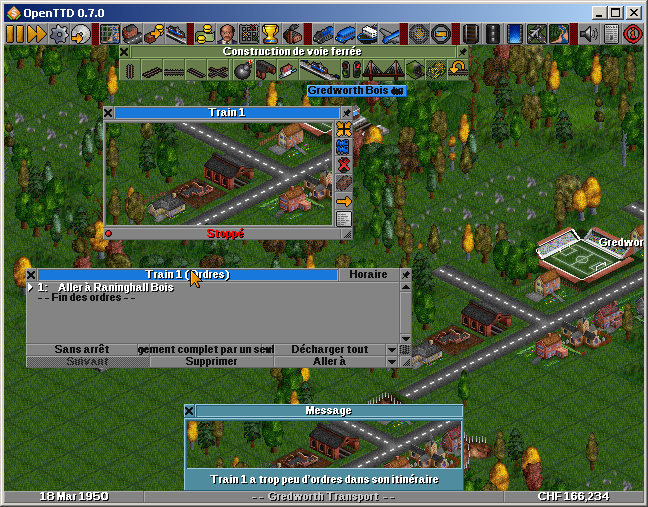 OpenTTD 0.7.0
Construction de voie ferrée
Gredworth Bois
Train 1
Stoppé
Gredwor
Train 1 (Ordres)
Horaire
1: Aller à Raninghall Bois
- - Fin des ordres - -
Sans arrêt
gement complet par un seul
Décharger tout
Suivant
Supprimer
Aller à
Message
Train 1 a trop peu d'ordres dans son itinéraire
18 Mar 1950
- - Gredworth Transport - -
CHF 166,234